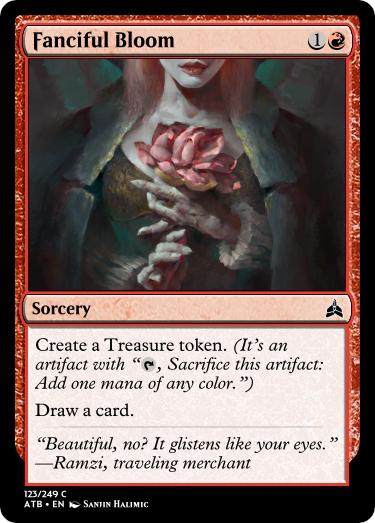 Fanciful Bloom 1
Sorcery
Create a Treasure token. (It's an
artifact with “, Sacrifice this artifact:
Add one mana of any color.”)
Draw a card.
“Beautiful, no? It glistens like your eyes.”
—Ramzi, traveling merchant
123/249 C
ATB • EN Sanjin Halimic